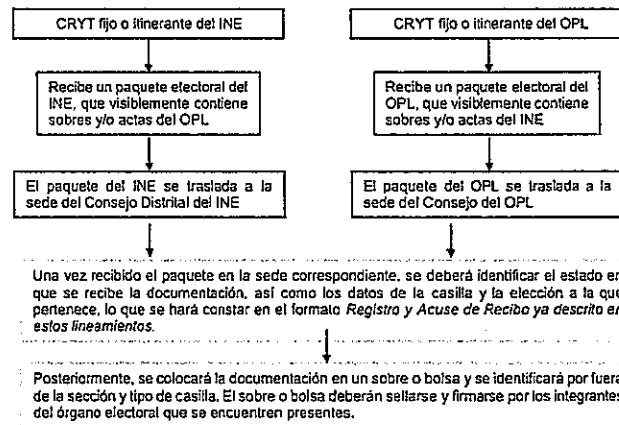 CRYT fijo o itinerante del INE
CRYT fijo o itinerante del OPL
Recibe un paquete electoral del
INE, que visiblemente contiene
sobres y/o actas del OPL
Recibe un paquete electoral del
OPL, que visiblemente contiene
sobres y/o actas del INE
El paquete del INE se traslada a la
sede del Consejo Distrital del INE
El paquete del OPL se traslada a la
sede del Consejo del OPL
Una vez recibido el paquete en la sede correspondiente, se deberá identificar el estado en
que se recibe la documentación, así como los datos de la casilla y la elección a la que
pertenece, lo que se hará constar en el formato Registro y Acuse de Recibo ya descrito en
estos lineamientos.
Posteriormente, se colocará la documentación en un sobre o bolsa y se identificará por fuera
de la sección y tipo de casilla. El sobre o bolsa deberán sellarse y firmarse por los integrantes
del órgano electoral que se encuentren presentes.